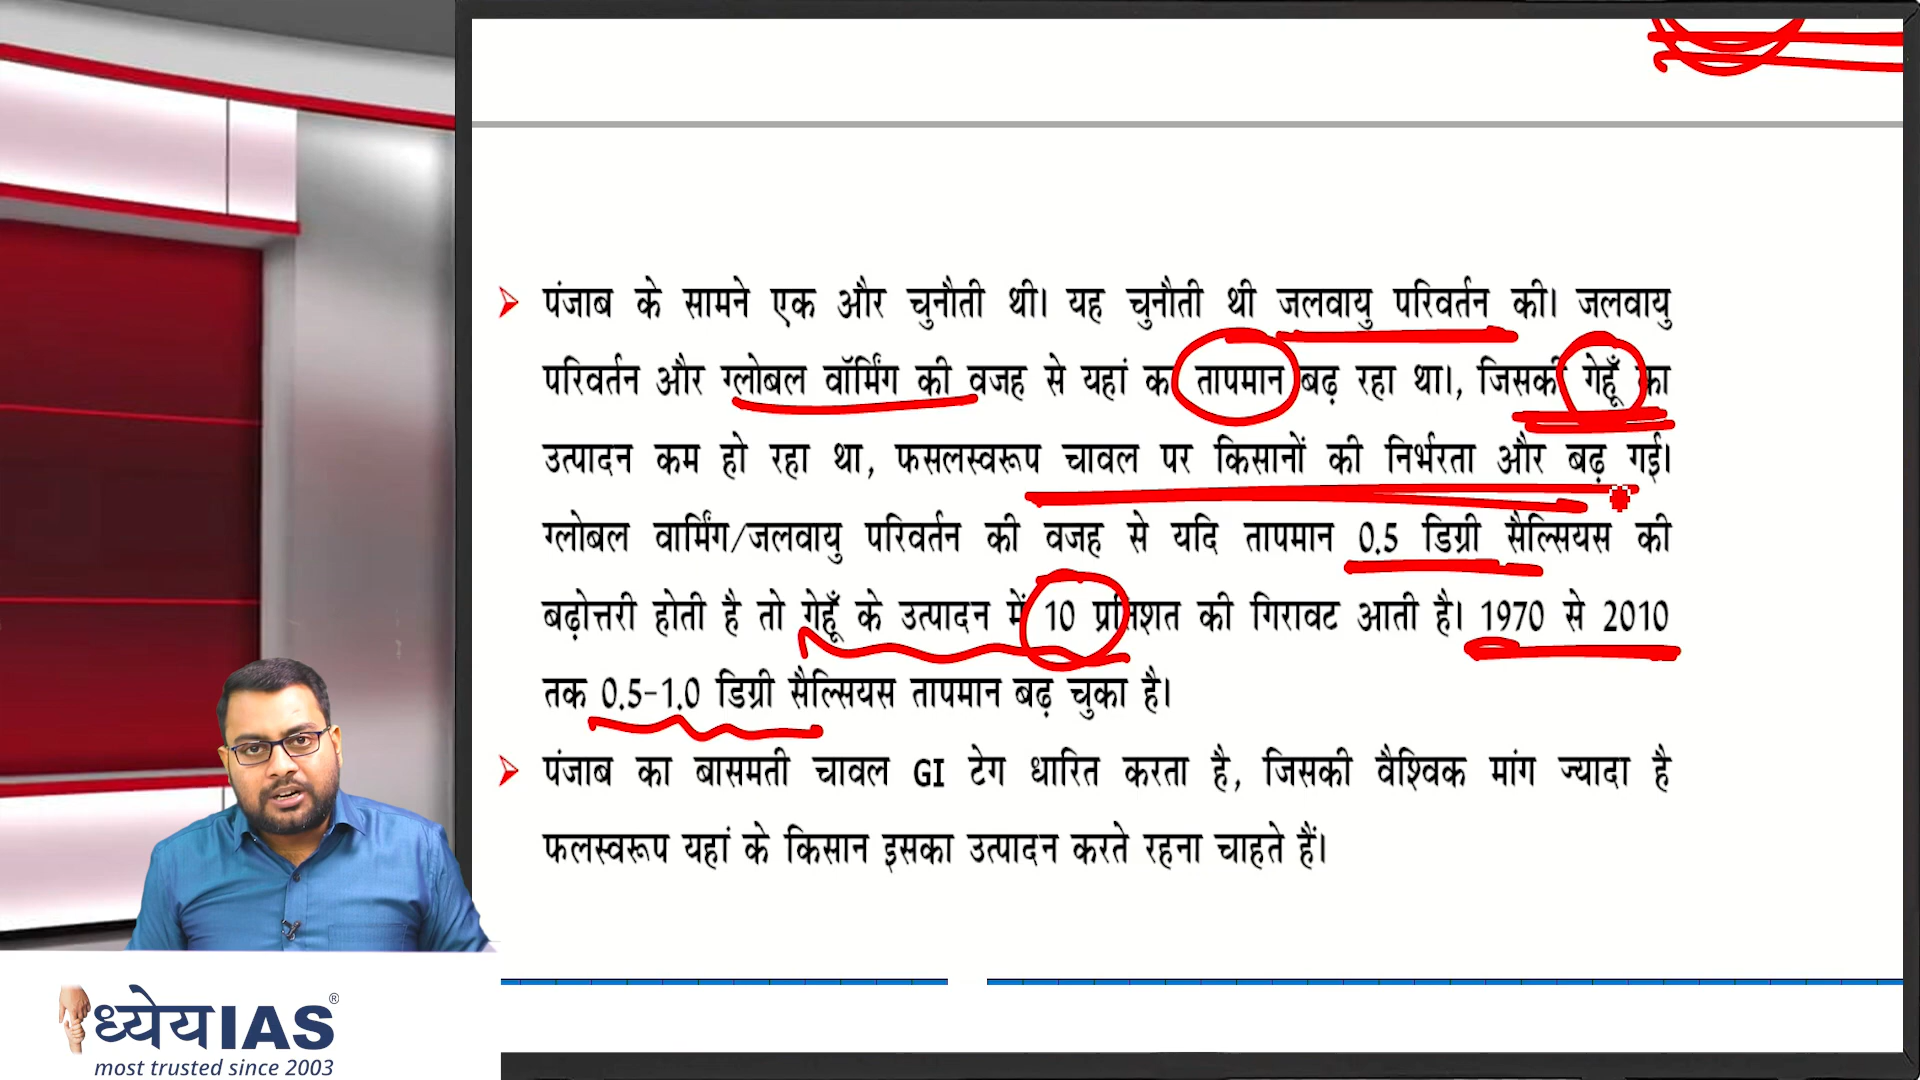 पंजाब के सामने एक और चुनौती थी। यह चुनौती थी जलवायु परिवर्तन की। जलवायु
परिवर्तन और ग्लोबल वॉर्मिंग की वजह से यहां का तापमान बढ़ रहा था।, जिसकी गेहूँ का
उत्पादन कम हो रहा था, फसलस्वरूप चावल पर किसानों की निर्भरता और बढ़ गई।
ग्लोबल वार्मिंग/जलवायु परिवर्तन की वजह से यदि तापमान 0.5 डिग्री सैल्सियस की
बढ़ोत्तरी होती है तो गेहूँ के उत्पादन में 10 प्रतिशत की गिरावट आती है। 1970 से 2010
तक 0.5-1.0 डिग्री सैल्सियस तापमान बढ़ चुका है।
पंजाब का बासमती चावल GI टेग धारित करता है, जिसकी वैश्विक मांग ज्यादा है
फलस्वरूप यहां के किसान इसका उत्पादन करते रहना चाहते हैं।
ध्येयIAS®
most trusted since 2003